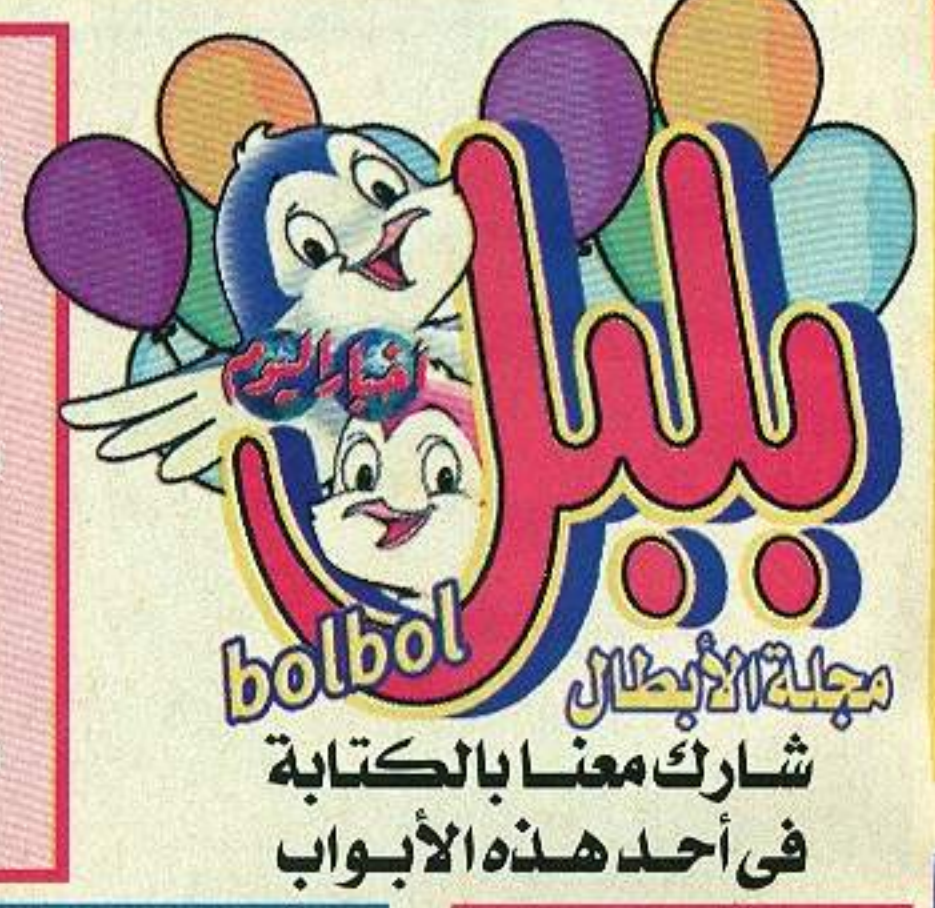 بلبل
أخبار اليوم
bolbol
مجلة الأبطال
شارك معنا بالكتابة
فى أحد هذه الأبواب